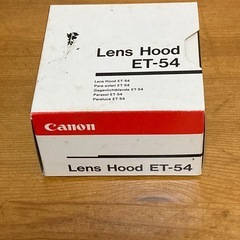 Lens Hood
ET-54
Lens Hood ET-54
Para soleil ET-54
Gegenlichtblende ET-54
Parasol ET-54
Paraluce ET-54
Canon
Lens Hood ET-54